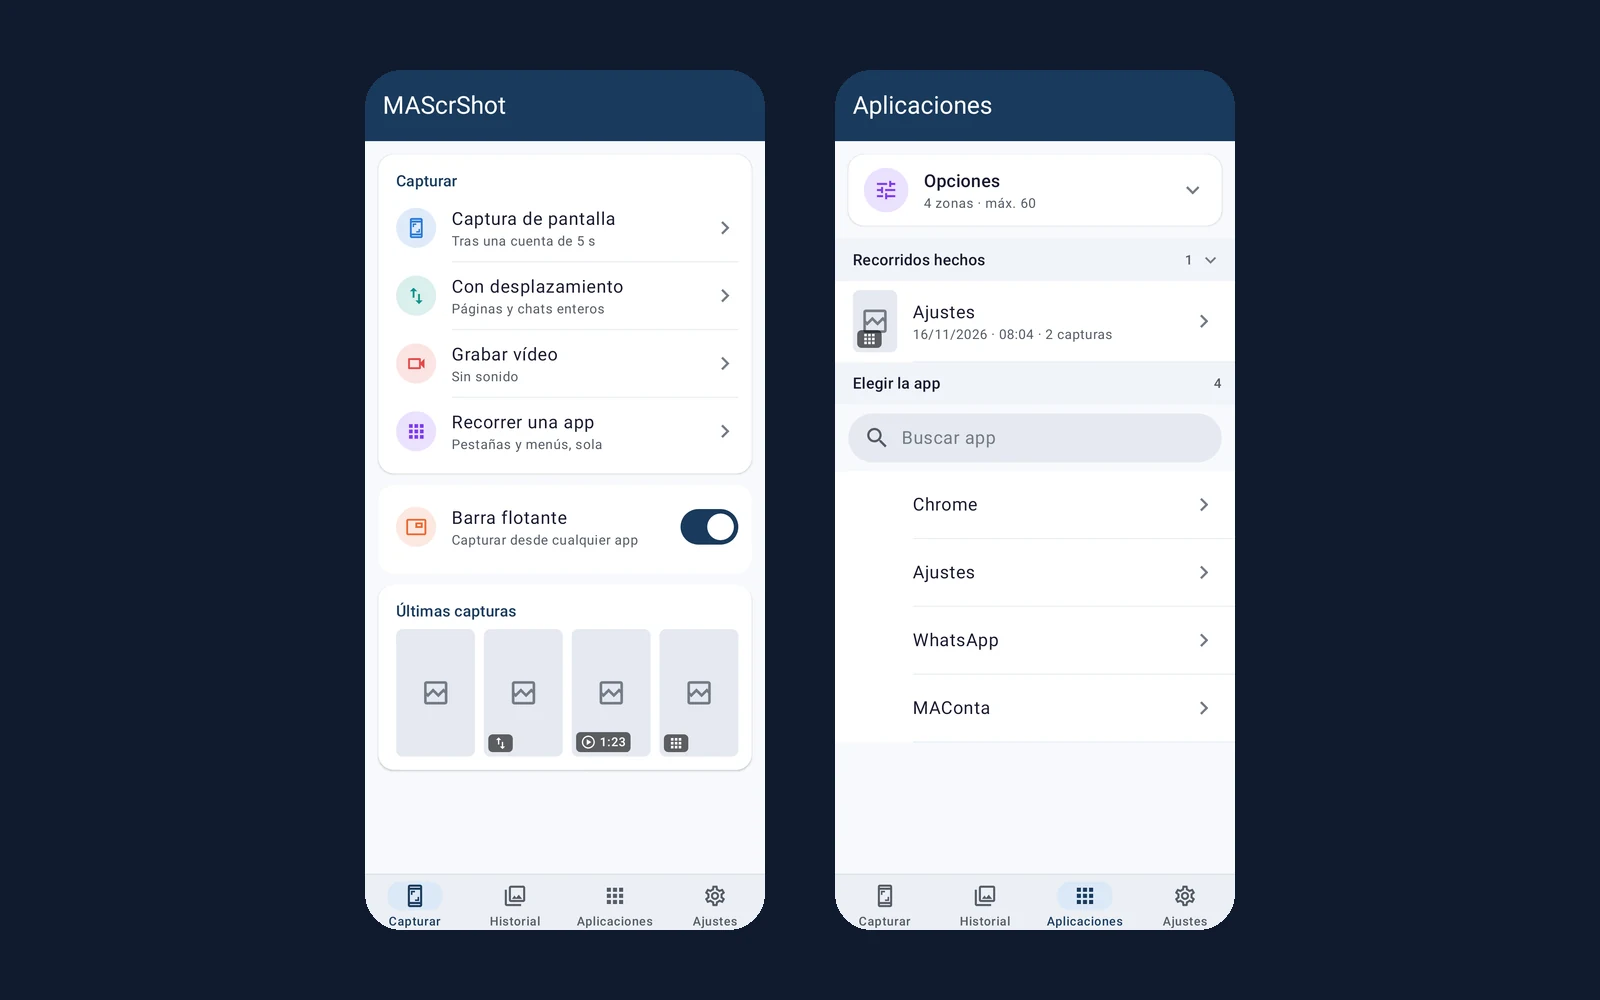 MAScrShot
Capturar
Captura de pantalla
Tras una cuenta de 5 s
Con desplazamiento
Páginas y chats enteros
Grabar vídeo
Sin sonido
Recorrer una app
Pestañas y menús, sola
Barra flotante
Capturar desde cualquier app
Últimas capturas
1:23
Capturar
Historial
Aplicaciones
Ajustes
Aplicaciones
Opciones
4 zonas · máx. 60
Recorridos hechos 1
Ajustes
16/11/2026 · 08:04 · 2 capturas
Elegir la app 4
Buscar app
Chrome
Ajustes
WhatsApp
MAConta
Capturar
Historial
Aplicaciones
Ajustes